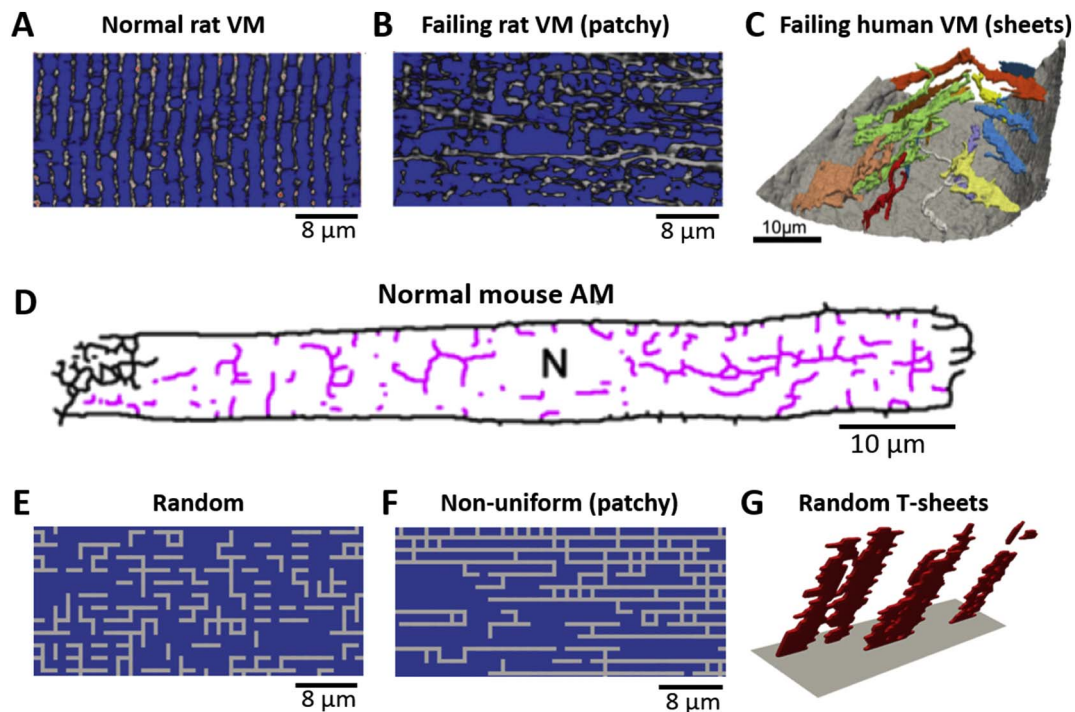 A Normal rat VM
B Failing rat VM (patchy)
C Failing human VM (sheets)
8 µm
8 µm
10µm
D Normal mouse AM
N
10 µm
E Random
F Non-uniform (patchy)
G Random T-sheets
8 µm
8 µm